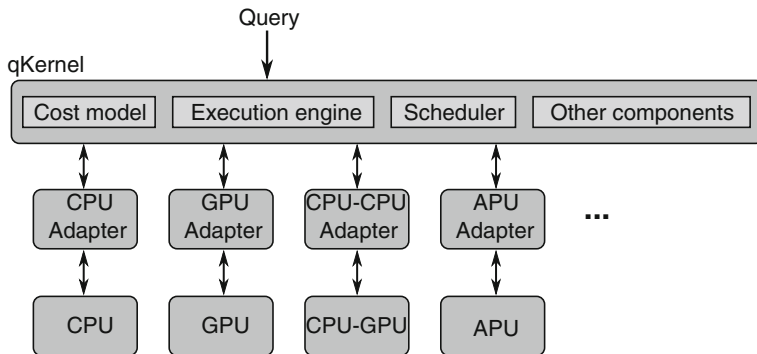 Query
qKernel
Cost model
Execution engine
Scheduler
Other components
CPU
Adapter
GPU
Adapter
CPU-CPU
Adapter
APU
Adapter
...
CPU
GPU
CPU-GPU
APU